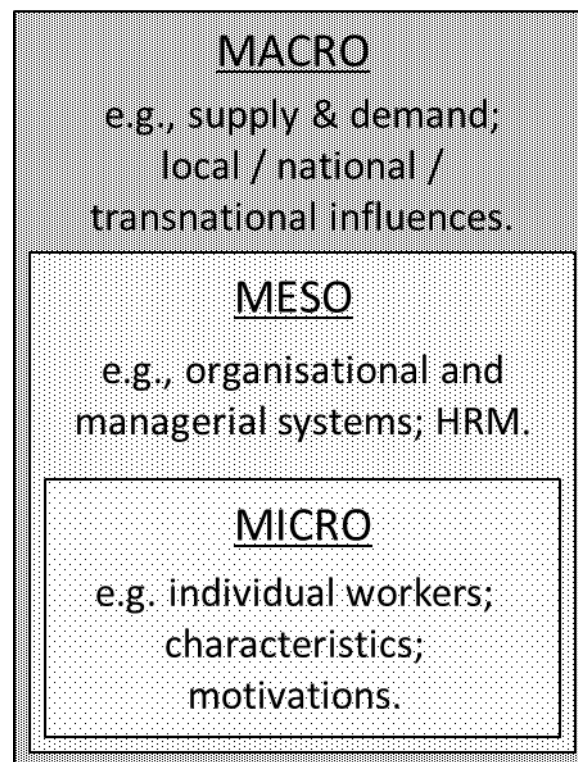 MACRO
e.g., supply & demand;
local / national /
transnational influences.
MESO
e.g., organisational and
managerial systems; HRM.
MICRO
e.g. individual workers;
characteristics;
motivations.